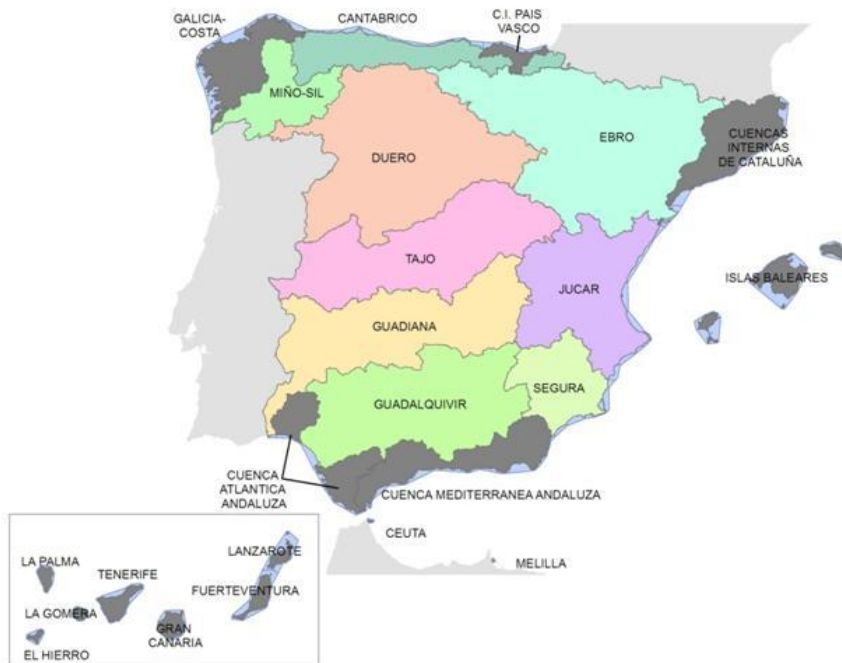 GALICIA-
COSTA
CANTABRICO
C.I. PAIS
VASCO
MIÑO-SIL
DUERO
EBRO
CUENCAS
INTERNAS
DE CATALUÑA
TAJO
JUCAR
ISLAS BALEARES
GUADIANA
SEGURA
GUADALQUIVIR
CUENCA
ATLANTICA
ANDALUZA
CUENCA MEDITERRANEA ANDALUZA
CEUTA
MELILLA
LANZAROTE
LA PALMA
TENERIFE
FUERTEVENTURA
LA GOMERA
GRAN
CANARIA
EL HIERRO